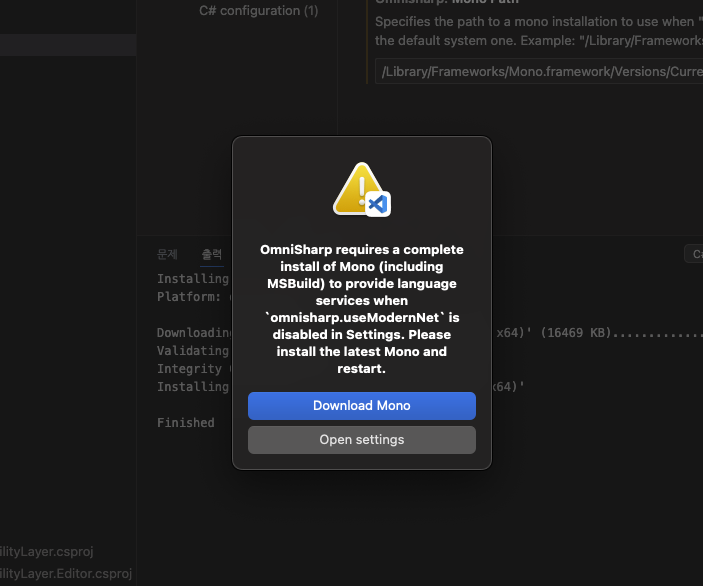 C# configuration (1)
Omnisharp: Mono Path
Specifies the path to a mono installation to use when "
the default system one. Example: "/Library/Frameworks
/Library/Frameworks/Mono.framework/Versions/Curre
OmniSharp requires a complete
install of Mono (including
MSBuild) to provide language
services when
`omnisharp.useModernNet` is
disabled in Settings. Please
install the latest Mono and
restart.
Download Mono
Open settings
문제
출력
Installing
Platform:
Downloading x64)' (16469 KB).............
Validating
Integrity
Installing x64)'
Finished
ilityLayer.csproj
ilityLayer.Editor.csproj